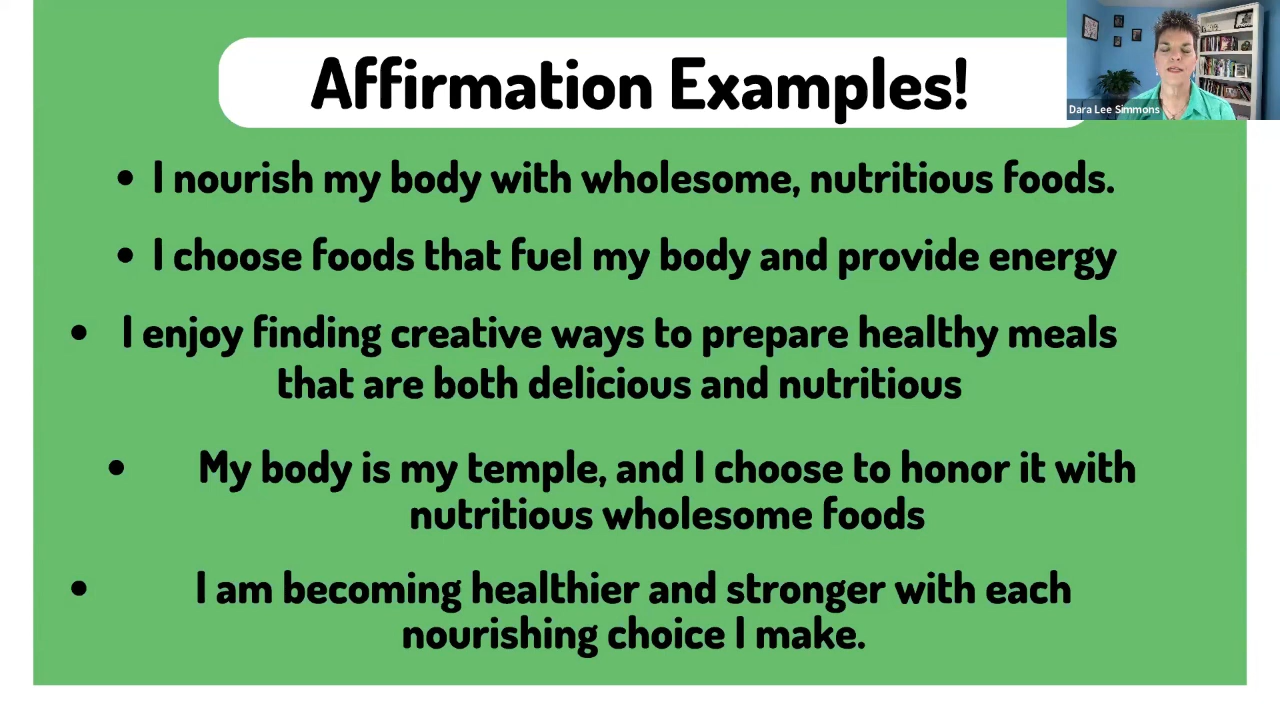 Affirmation Examples!
Dara Lee Simmons
• I nourish my body with wholesome, nutritious foods.
• I choose foods that fuel my body and provide energy
• I enjoy finding creative ways to prepare healthy meals
that are both delicious and nutritious
• My body is my temple, and I choose to honor it with
nutritious wholesome foods
• I am becoming healthier and stronger with each
nourishing choice I make.